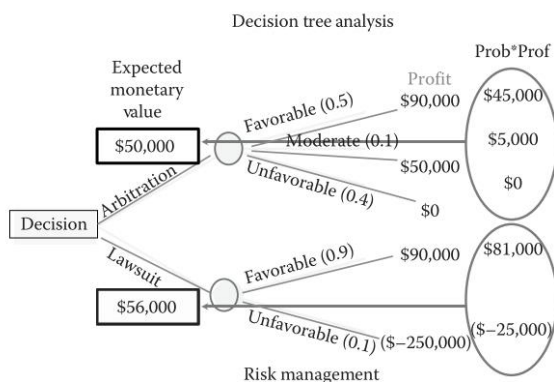 Decision tree analysis
Prob*Prof
Expected
monetary
value
Profit
$50,000
Favorable (0.5)
$90,000
$45,000
Moderate (0.1)
$50,000
$5,000
Unfavorable (0.4)
$0
$0
Arbitration
Decision
Lawsuit
$56,000
Favorable (0.9)
$90,000
$81,000
Unfavorable (0.1)
($−250,000)
($−25,000)
Risk management